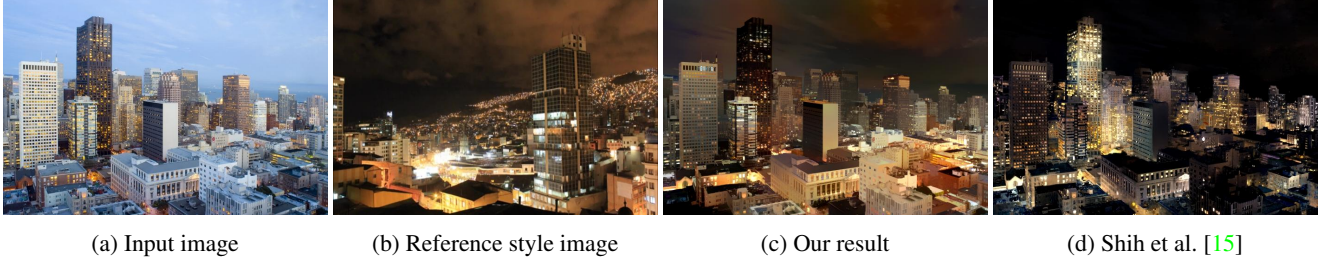 (a) Input image
(b) Reference style image
(c) Our result
(d) Shih et al. [15]